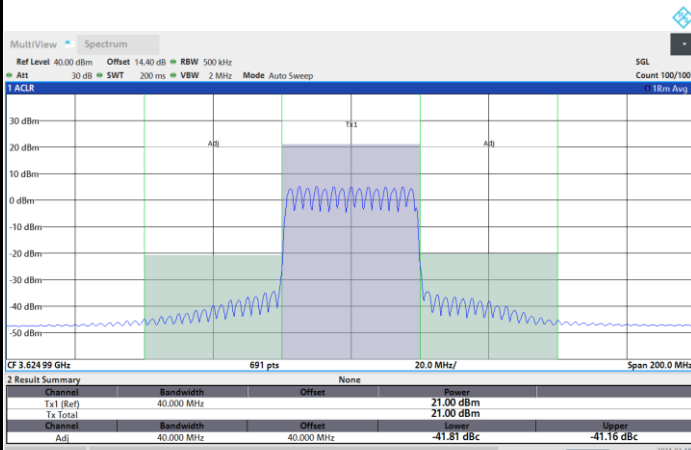 MultiView Spectrum
Ref Level 40.00 dBm Offset 14.40 dB RBW 500 kHz SGL
Att 30 dB SWT 200 ms VBW 2 MHz Mode Auto Sweep Count 100/100
1 ACLR 1Rm Avg
30 dBm
Tx1
20 dBm
Adj Adj
10 dBm
0 dBm
-10 dBm
-20 dBm
-30 dBm
-40 dBm
-50 dBm
CF 3.624 99 GHz 691 pts 20.0 MHz/ Span 200.0 MHz
2 Result Summary None
Channel Bandwidth Offset Power
Tx1 (Ref) 40.000 MHz 21.00 dBm
Tx Total 21.00 dBm
Channel Bandwidth Offset Lower Upper
Adj 40.000 MHz 40.000 MHz -41.81 dBc -41.16 dBc